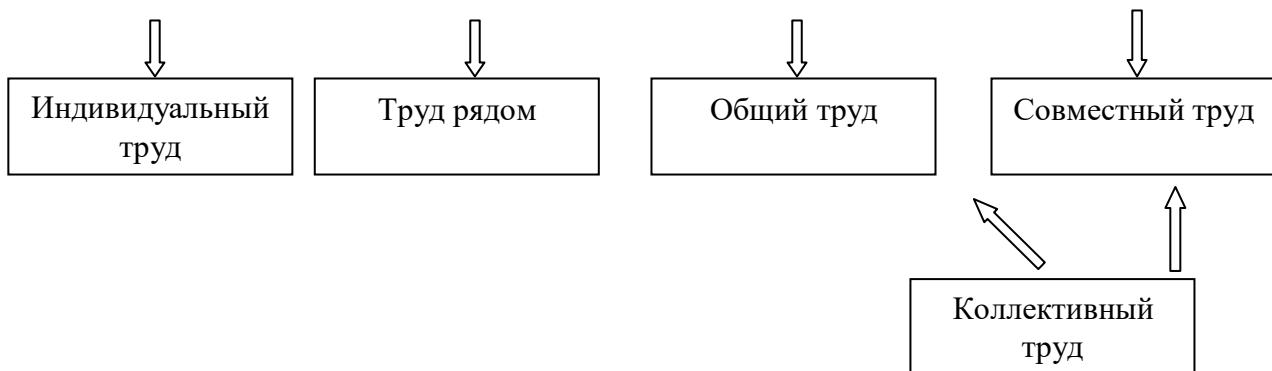 Индивидуальный
труд
Труд рядом
Общий труд
Совместный труд
Коллективный
труд